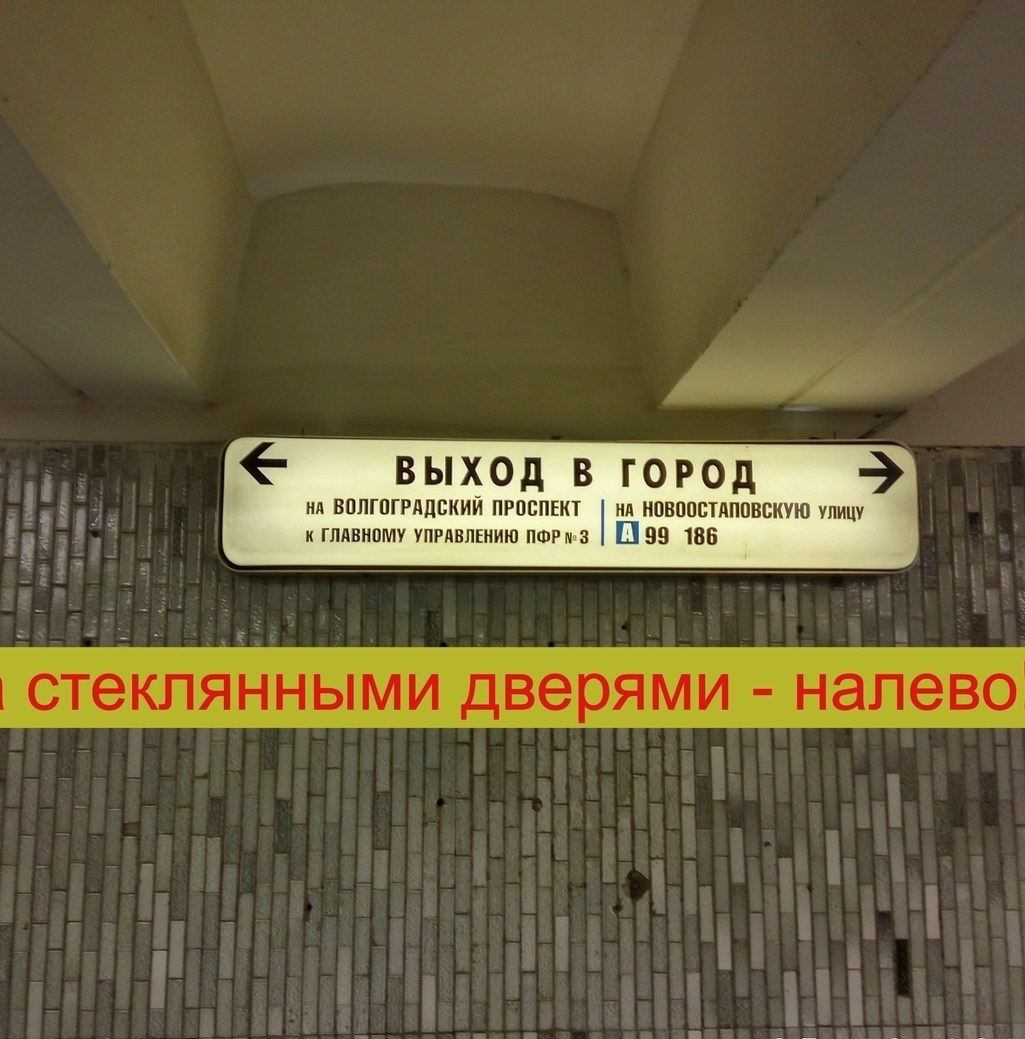 ВЫХОД В ГОРОД
НА ВОЛГОГРАДСКИЙ ПРОСПЕКТ
К ГЛАВНОМУ УПРАВЛЕНИЮ ПФР № 3
НА НОВООСТАПОВСКУЮ УЛИЦУ
А 99 186
стеклянными дверями - налево!